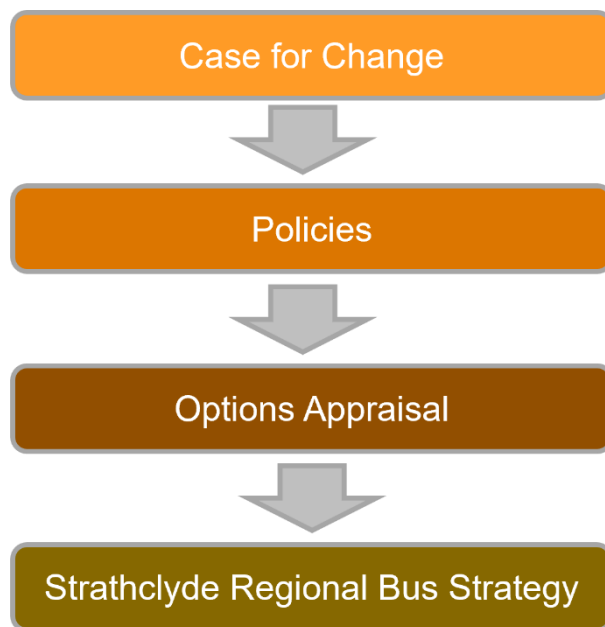 Case for Change
Policies
Options Appraisal
Strathclyde Regional Bus Strategy